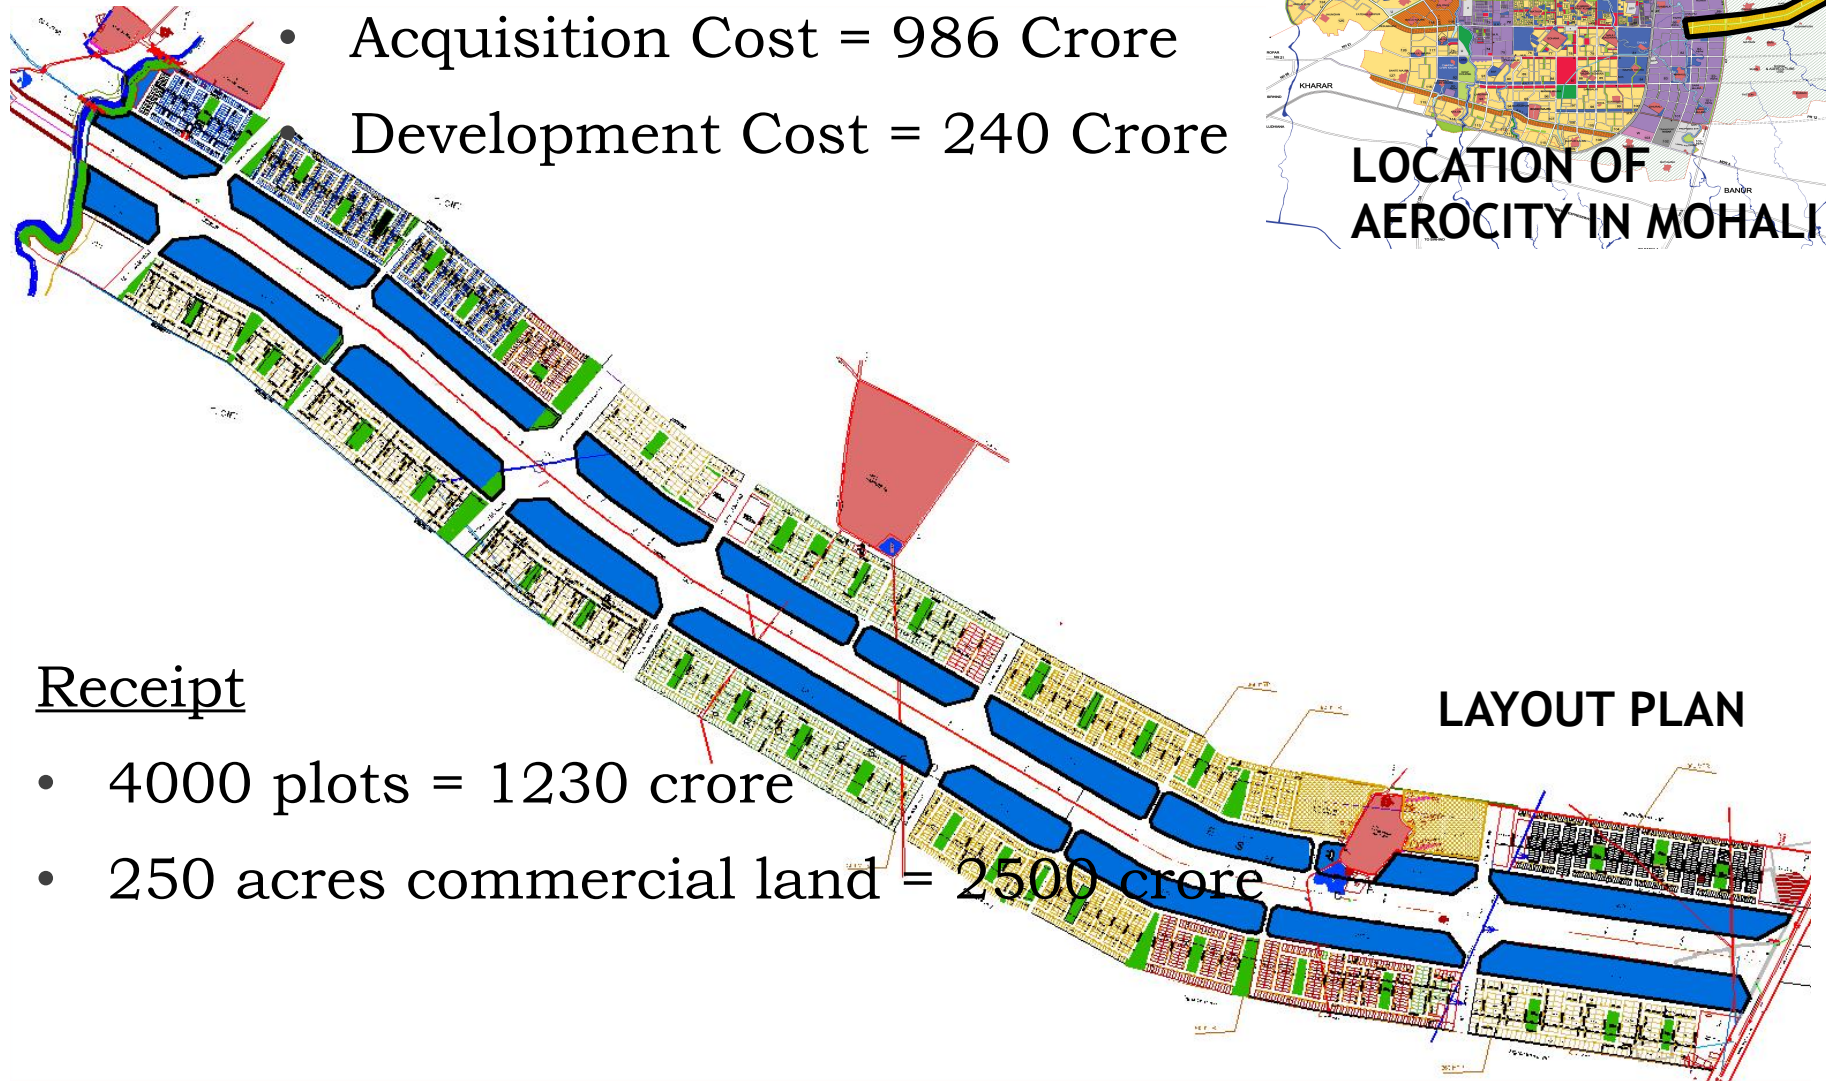 • Acquisition Cost = 986 Crore
• Development Cost = 240 Crore
KHARAR
BANUR
LOCATION OF
AEROCITY IN MOHALI
Receipt
LAYOUT PLAN
• 4000 plots = 1230 crore
• 250 acres commercial land = 2500 crore